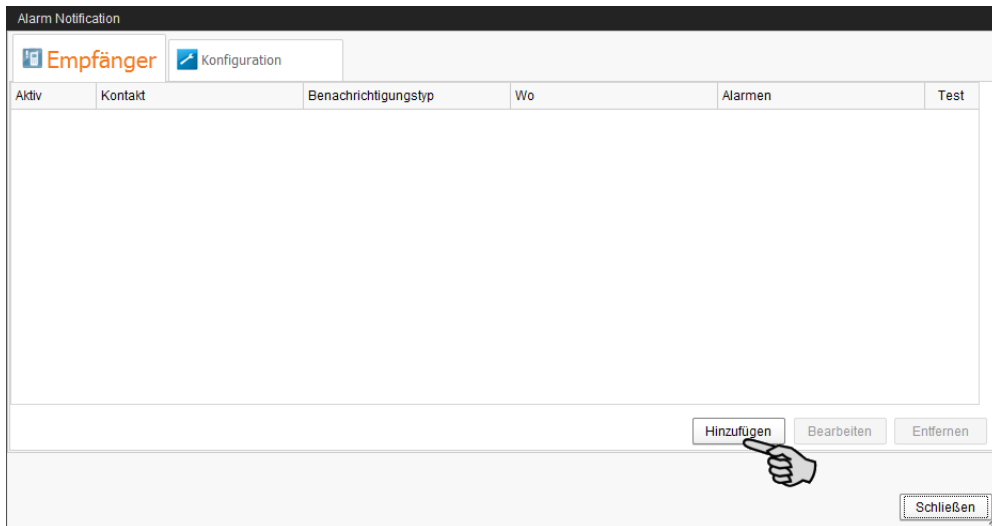 Alarm Notification
Empfänger Konfiguration
Aktiv Kontakt Benachrichtigungstyp Wo Alarmen Test
Hinzufügen Bearbeiten Entfernen
Schließen